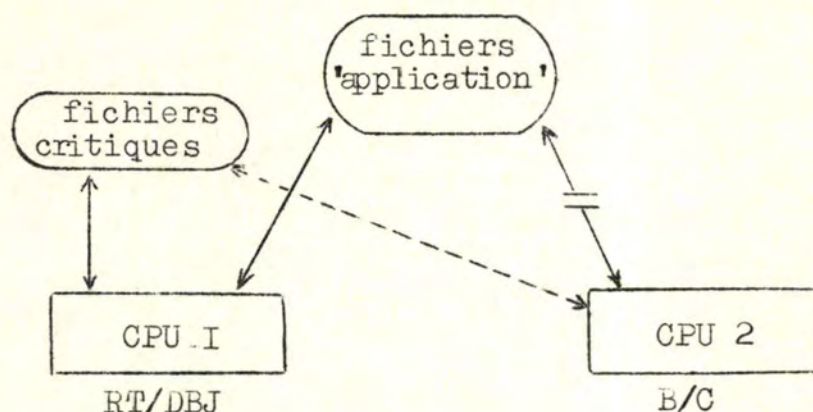 fichiers
'application'
fichiers
critiques
CPU I
CPU 2
RT/DBJ
B/C